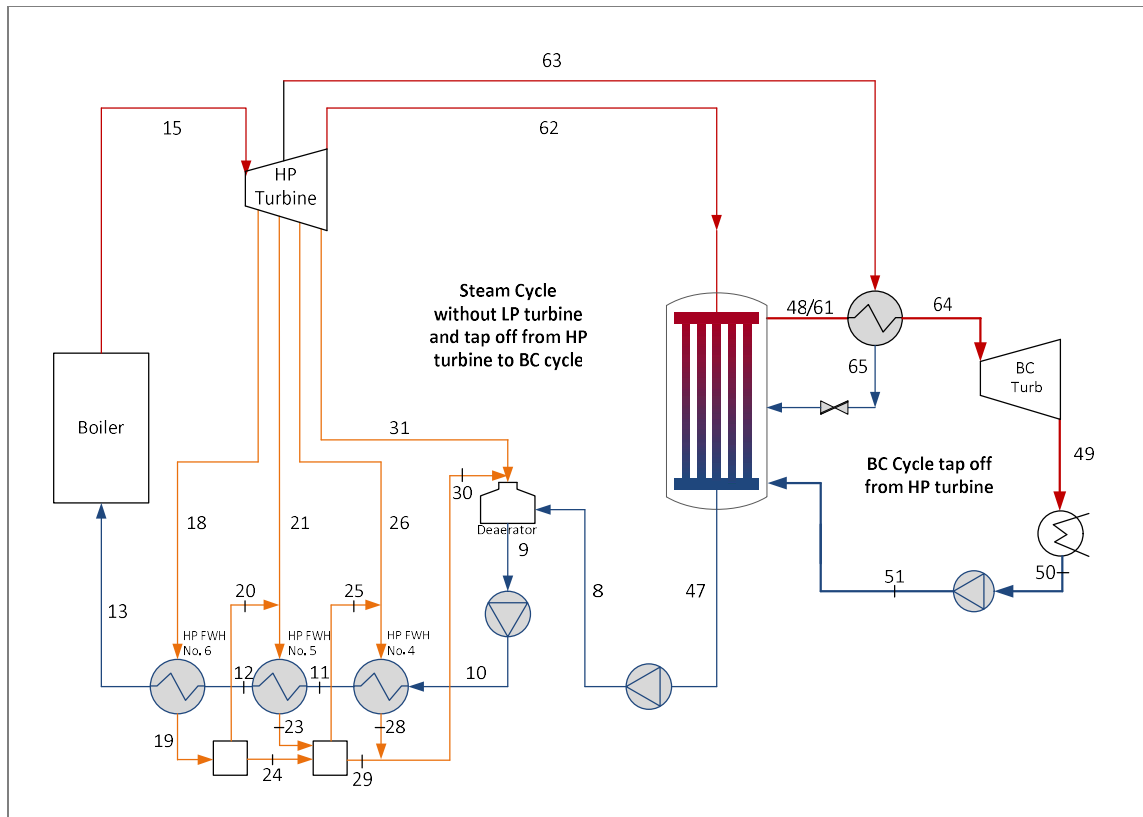 63
15
62
HP
Turbine
Steam Cycle
without LP turbine
and tap off from HP
turbine to BC cycle
48/61
64
65
BC
Turb
Boiler
31
49
BC Cycle tap off
from HP turbine
30
18
21
26
Deaerator
9
50
51
20
25
8
47
13
HP FWH
No. 6
HP FWH
No. 5
HP FWH
No. 4
12
11
10
19
23
28
24
29